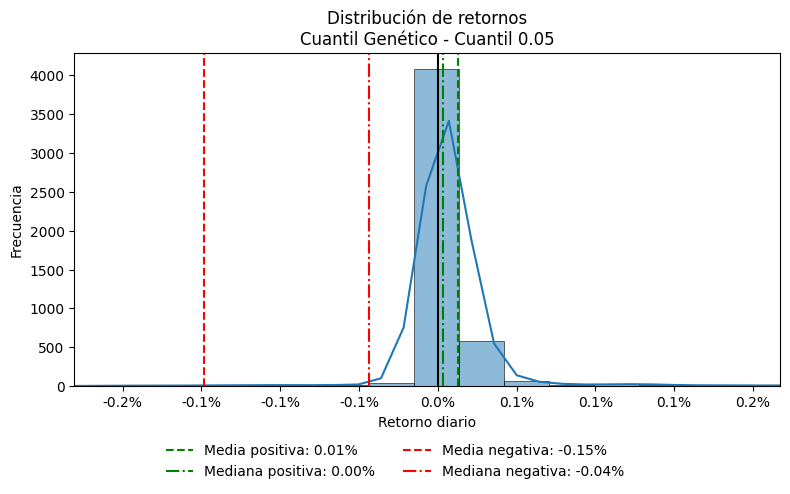 Distribución de retornos
Cuantil Genético - Cuantil 0.05
Frecuencia
4000
3500
3000
2500
2000
1500
1000
500
0
-0.2%
-0.1%
-0.1%
-0.1%
0.0%
0.1%
0.1%
0.1%
0.2%
Retorno diario
Media positiva: 0.01%
Mediana positiva: 0.00%
Media negativa: -0.15%
Mediana negativa: -0.04%